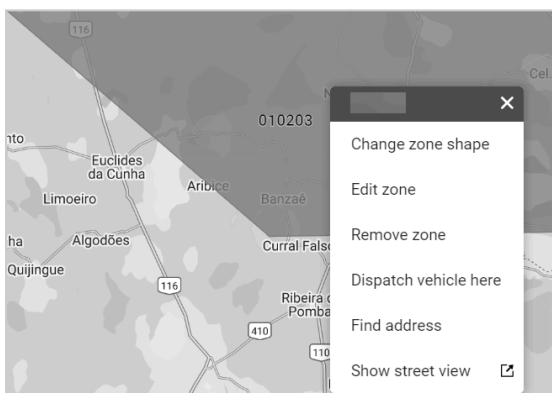 116
Cel.
010203
nto
Euclides
da Cunha
Aribice
Banzaê
Limoeiro
ha
Algodões
Curral Falso
Quijingue
116
Ribeira
Pomba
410
110
Change zone shape
Edit zone
Remove zone
Dispatch vehicle here
Find address
Show street view